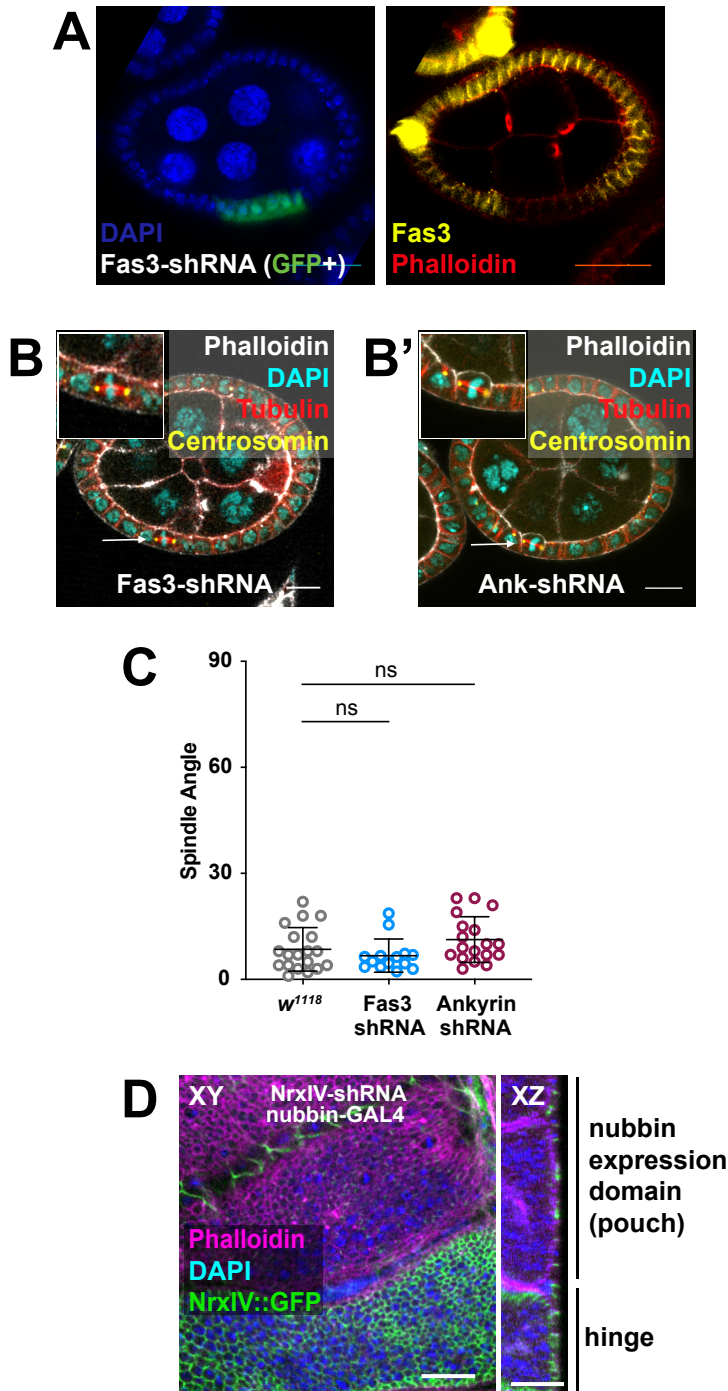 A
DAPI
Fas3-shRNA (GFP+)
Fas3
Phalloidin
B
Phalloidin
DAPI
Tubulin
Centrosomin
Fas3-shRNA
B'
Phalloidin
DAPI
Tubulin
Centrosomin
Ank-shRNA
C
90
60
30
0
Spindle Angle
ns
ns
w1118
Fas3
shRNA
Ankyrin
shRNA
D
XY
NrxIV-shRNA
nubbin-GAL4
Phalloidin
DAPI
NrxIV::GFP
XZ
nubbin
expression
domain
(pouch)
hinge